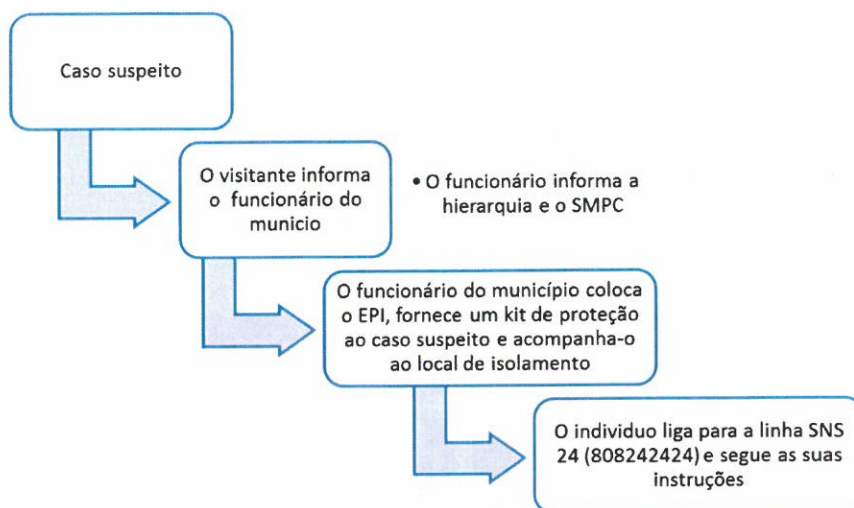 Caso suspeito
O visitante informa
o funcionário do
municio
• O funcionário informa a
hierarquia e o SMPC
O funcionário do município coloca
o EPI, fornece um kit de proteção
ao caso suspeito e acompanha-o
ao local de isolamento
O individuo liga para a linha SNS
24 (808242424) e segue as suas
instruções